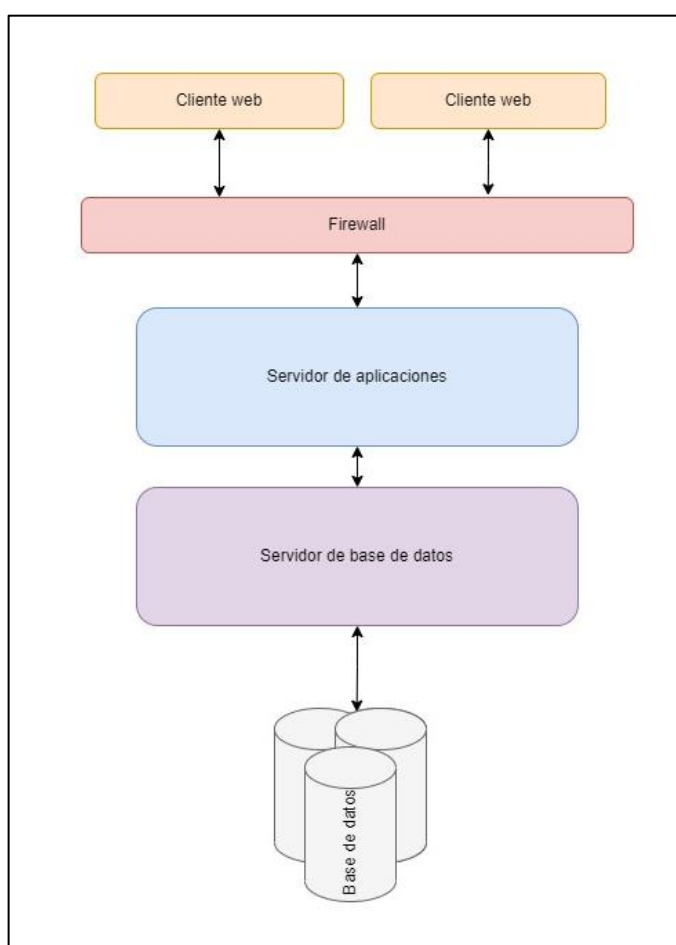 Cliente web
Cliente web
Firewall
Servidor de aplicaciones
Servidor de base de datos
Base de datos